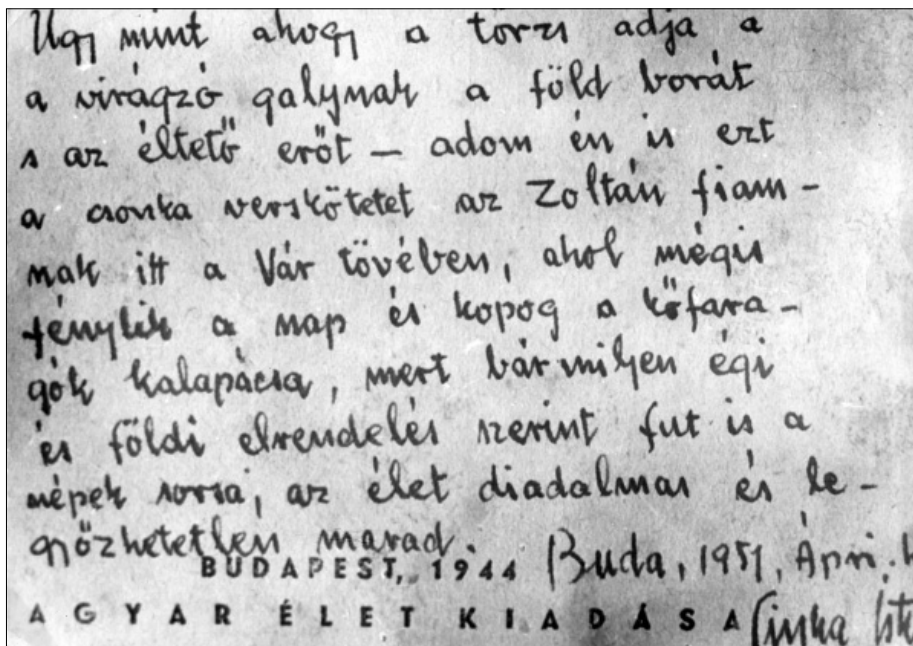 Úgy mint ahogy a törzs adja a
a virágzó galynak a föld borát
s az éltető erőt – adom én is ezt
a csonka verskötetet az Zoltán fiam-
nak itt a Vár tövében, ahol mégis
fénylik a nap és kopog a kőfara-
gók kalapácsa, mert bármilyen égi
és földi elrendelés szerint fut is a
népek sorsa, az élet diadalmas és le-
győzhetetlen marad.
BUDAPEST, 1944 Buda, 1951, Ápri.
AGYAR ÉLET KIADÁSA Sinka Ist